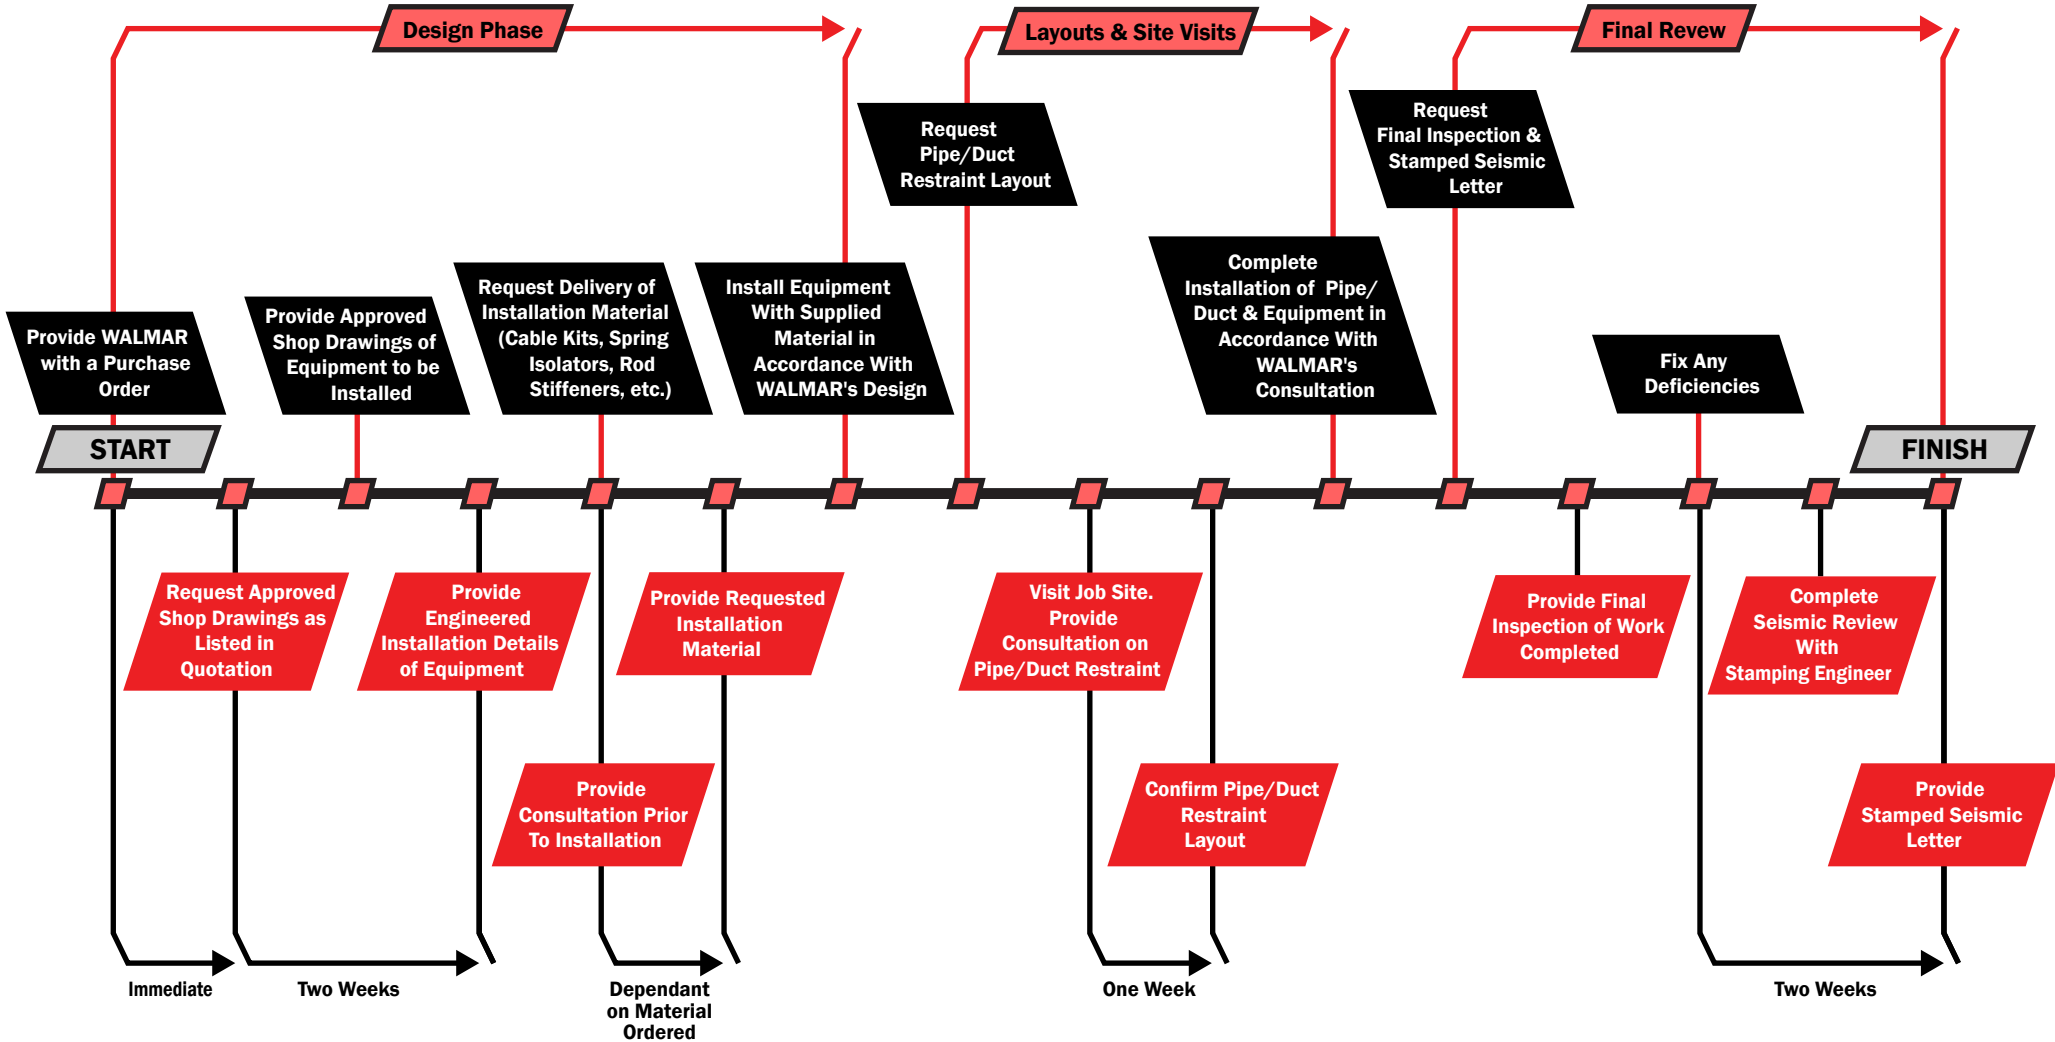 Design Phase
Layouts & Site Visits
Final Revew
Provide WALMAR
with a Purchase
Order
Provide Approved
Shop Drawings of
Equipment to be
Installed
Request Delivery of
Installation Material
(Cable Kits, Spring
Isolators, Rod
Stiffeners, etc.)
Install Equipment
With Supplied
Material in
Accordance With
WALMAR's Design
Request
Pipe/Duct
Restraint Layout
Complete
Installation of Pipe/
Duct & Equipment in
Accordance With
WALMAR's
Consultation
Request
Final Inspection &
Stamped Seismic
Letter
Fix Any
Deficiencies
START
FINISH
Request Approved
Shop Drawings as
Listed in
Quotation
Provide
Engineered
Installation Details
of Equipment
Provide
Consultation Prior
To Installation
Provide Requested
Installation
Material
Visit Job Site.
Provide
Consultation on
Pipe/Duct Restraint
Confirm Pipe/Duct
Restraint
Layout
Provide Final
Inspection of Work
Completed
Complete
Seismic Review
With
Stamping Engineer
Provide
Stamped Seismic
Letter
Immediate
Two Weeks
Dependant
on Material
Ordered
One Week
Two Weeks